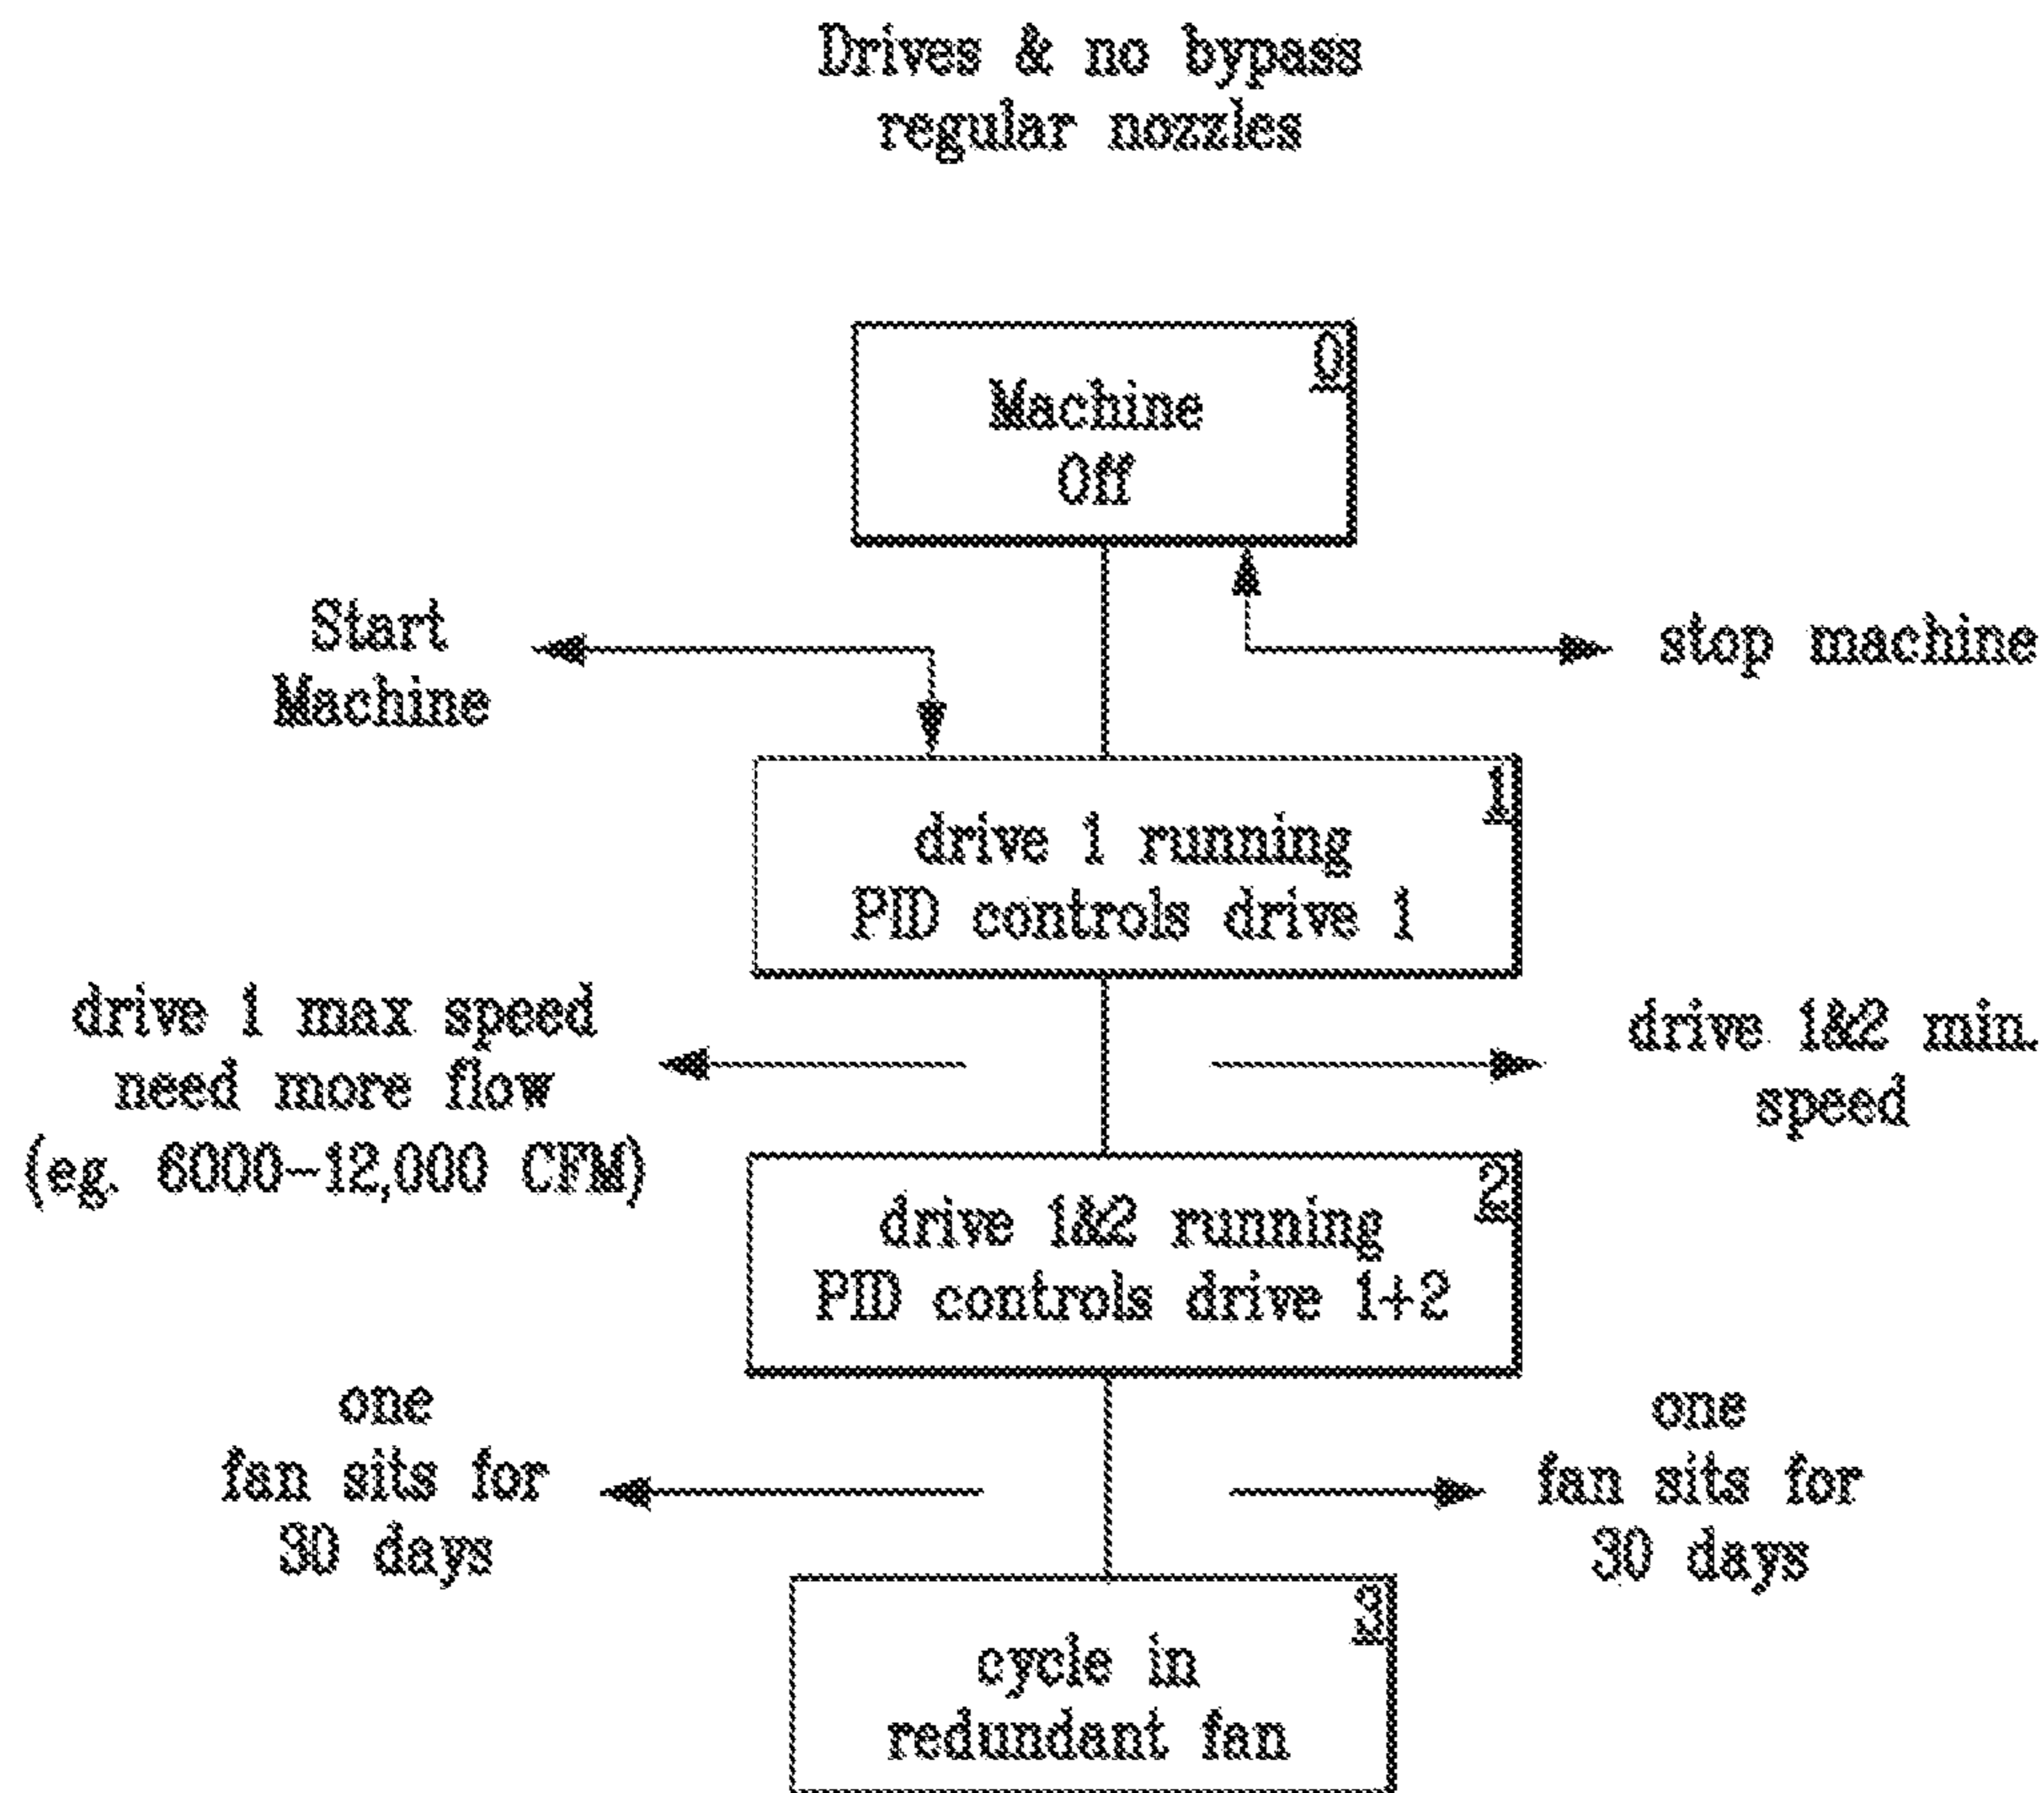 Drives & no bypass
regular nozzles
0
Machine
Off
Start
Machine
stop machine
1
drive 1 running
PID controls drive 1
drive 1 max speed
need more flow
(eg. 6000-12,000 CFM)
drive 1&2 min.
speed
2
drive 1&2 running
PID controls drive 1+2
one
fan sits for
30 days
one
fan sits for
30 days
3
cycle in
redundant fan